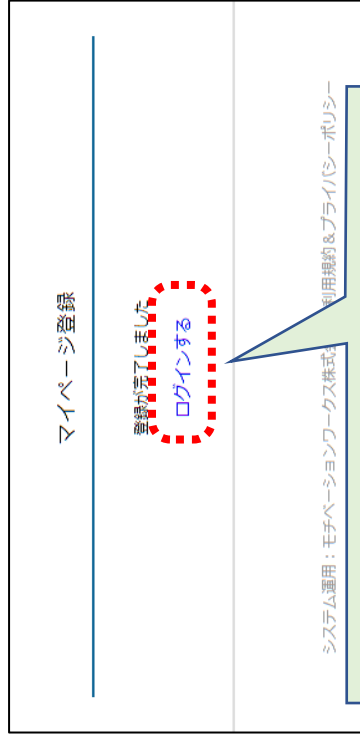 マイページ登録
登録が完了しました
ログインする
システム運用：モチベーションワークス株式 利用規約＆プライバシーポリシー